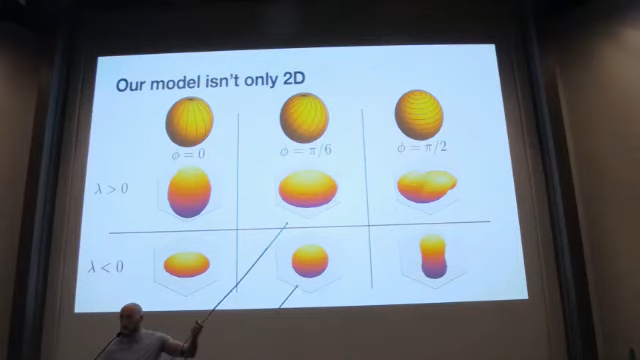 Our model isn't only 2D
ϕ = 0
ϕ = π/6
ϕ = π/2
λ > 0
λ < 0